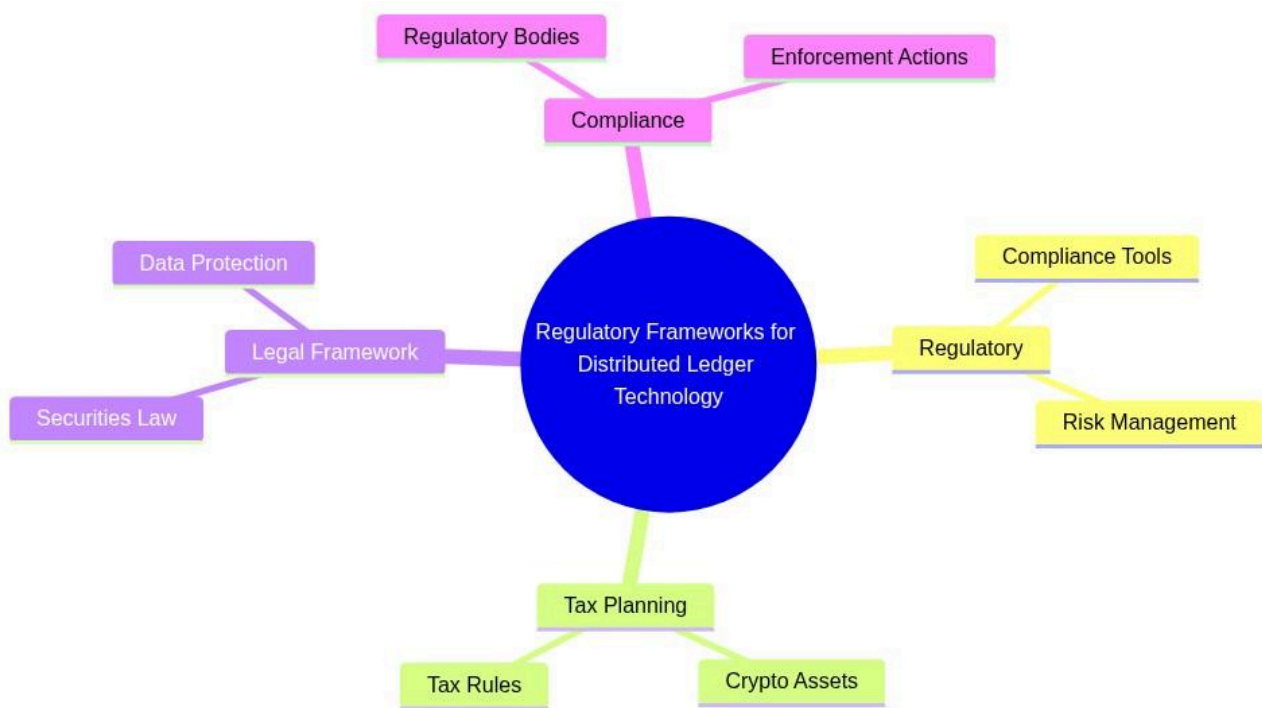 Regulatory Bodies
Enforcement Actions
Compliance
Data Protection
Compliance Tools
Regulatory Frameworks for
Distributed Ledger
Technology
Legal Framework
Regulatory
Securities Law
Risk Management
Tax Planning
Tax Rules
Crypto Assets